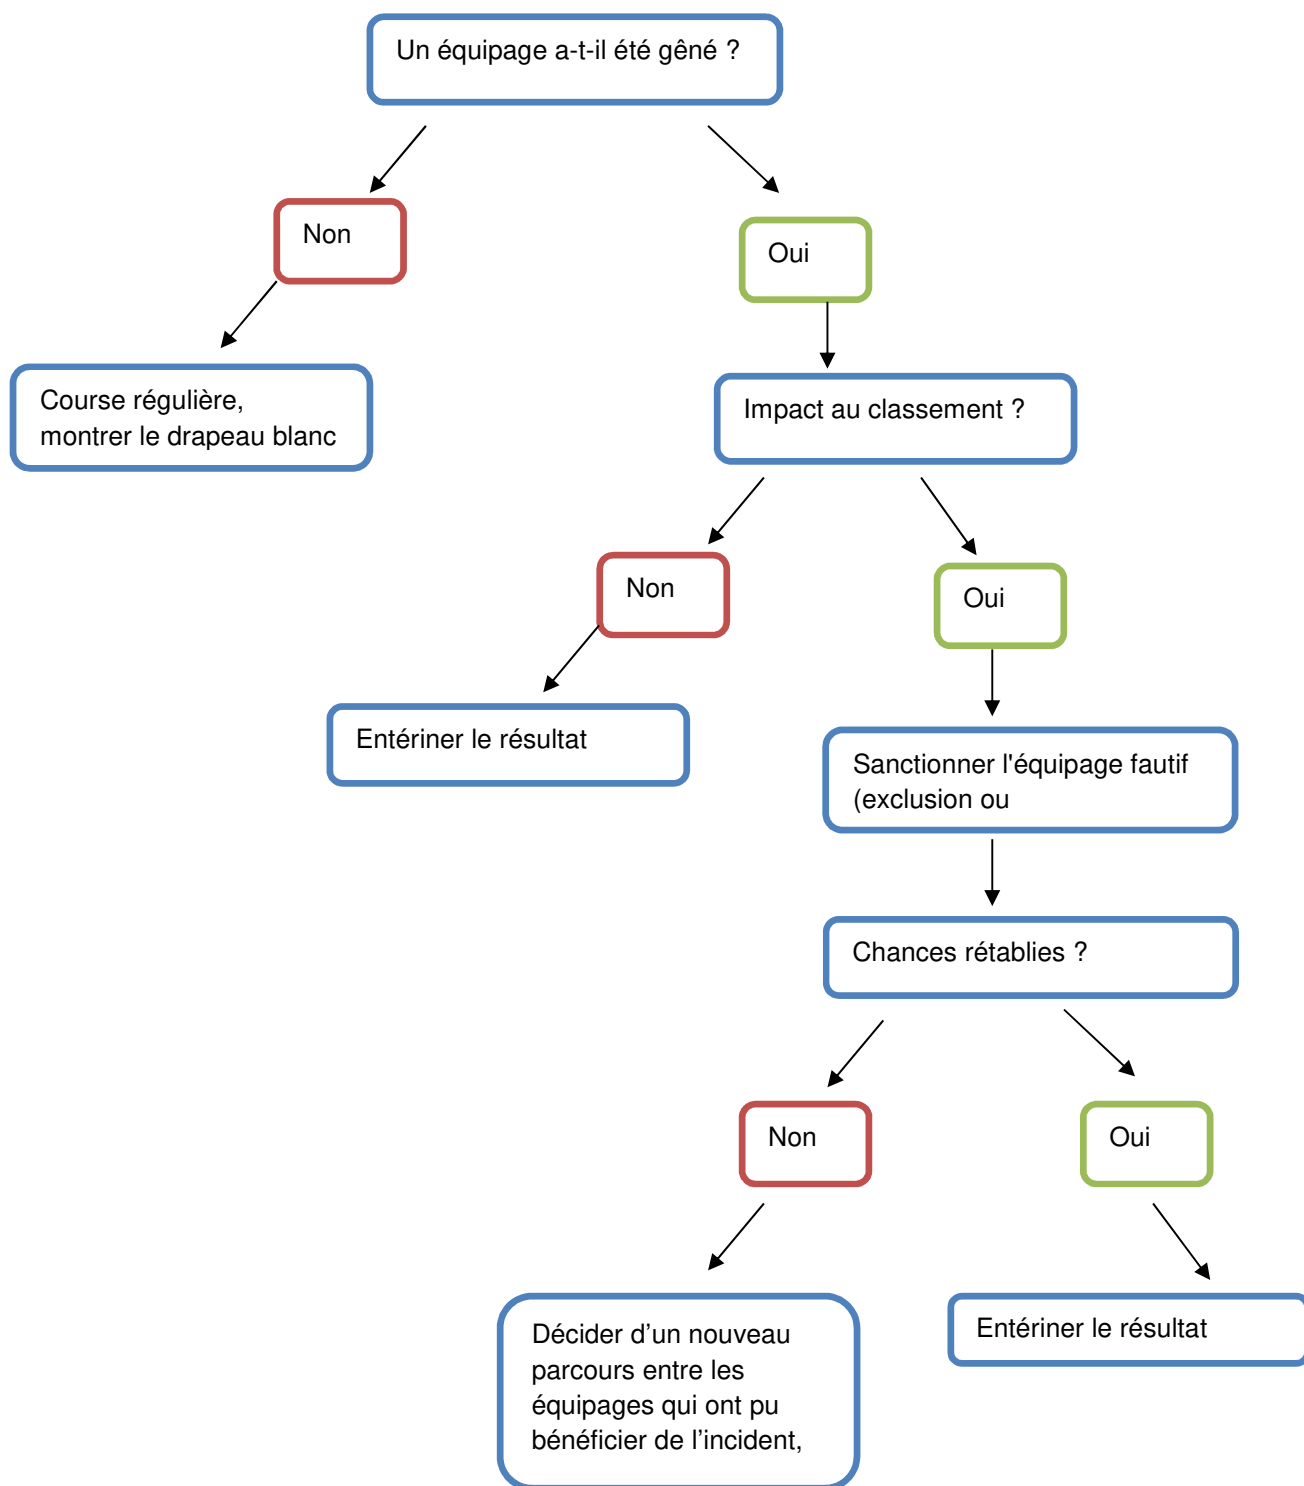 Un équipage a-t-il été gêné ?
Non
Oui
Course régulière,
montrer le drapeau blanc
Impact au classement ?
Non
Oui
Entériner le résultat
Sanctionner l'équipage fautif
(exclusion ou
Chances rétablies ?
Non
Oui
Décider d’un nouveau
parcours entre les
équipages qui ont pu
bénéficier de l’incident,
Entériner le résultat